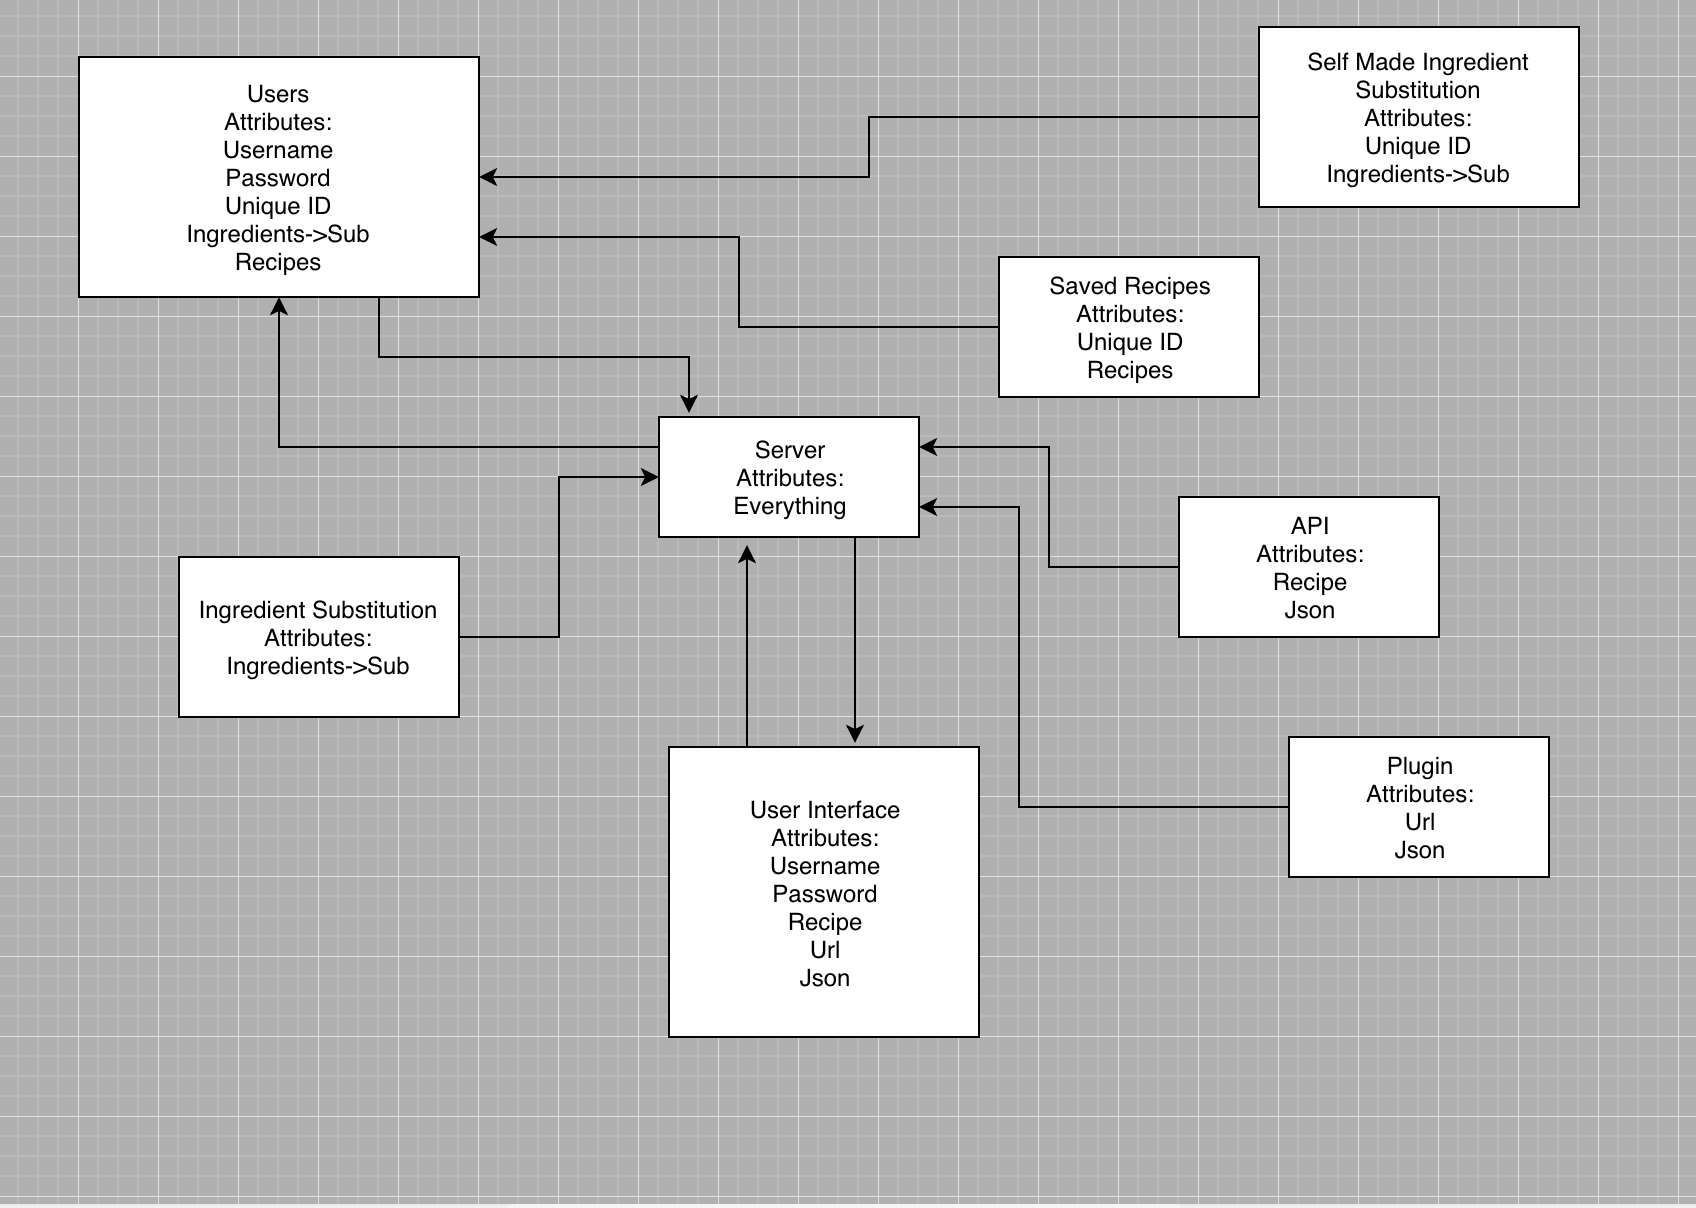 Users
Attributes:
Username
Password
Unique ID
Ingredients->Sub
Recipes
Self Made Ingredient
Substitution
Attributes:
Unique ID
Ingredients->Sub
Saved Recipes
Attributes:
Unique ID
Recipes
Server
Attributes:
Everything
API
Attributes:
Recipe
Json
Ingredient Substitution
Attributes:
Ingredients->Sub
User Interface
Attributes:
Username
Password
Recipe
Url
Json
Plugin
Attributes:
Url
Json